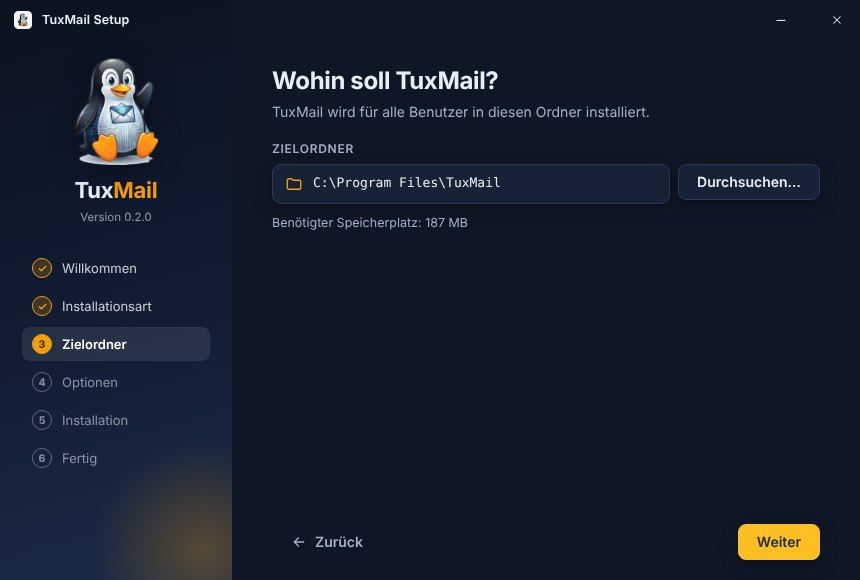 TuxMail Setup
TuxMail
Version 0.2.0
Willkommen
Installationsart
3 Zielordner
4 Optionen
5 Installation
6 Fertig
Wohin soll TuxMail?
TuxMail wird für alle Benutzer in diesen Ordner installiert.
ZIELORDNER
C:\Program Files\TuxMail
Durchsuchen...
Benötigter Speicherplatz: 187 MB
Zurück
Weiter